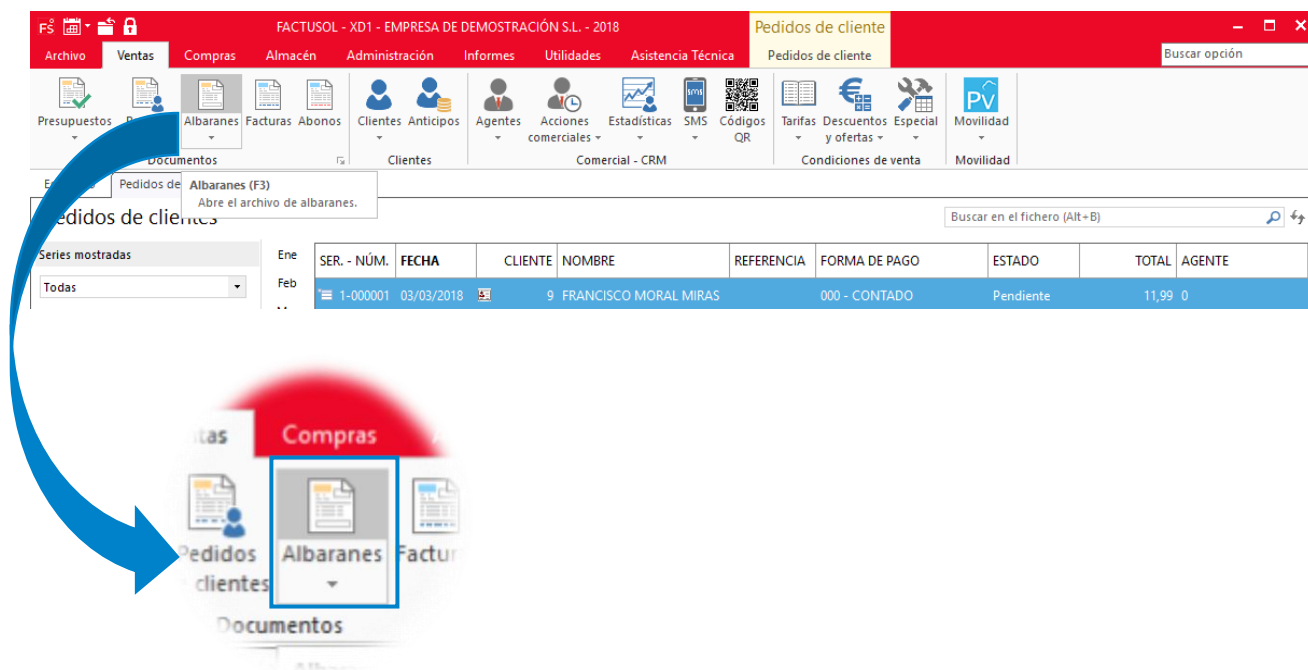 FS
FACTUSOL - XD1 - EMPRESA DE DEMOSTRACIÓN S.L. - 2018
Pedidos de cliente
Archivo Ventas Compras Almacén Administración Informes Utilidades Asistencia Técnica Pedidos de cliente
Buscar opción
sms
PV
Presupuestos Albaranes Facturas Abonos Clientes Anticipos Agentes Acciones comerciales Estadísticas SMS Códigos QR Tarifas Descuentos y ofertas Especial Movilidad
Documentos Clientes Comercial - CRM Condiciones de venta Movilidad
Pedidos de
Albaranes (F3)
Abre el archivo de albaranes.
Pedidos de clientes
Buscar en el fichero (Alt+B)
Series mostradas
Todas
Ene
Feb
SER. - NÚM. FECHA CLIENTE NOMBRE REFERENCIA FORMA DE PAGO ESTADO TOTAL AGENTE
1-000001 03/03/2018 9 FRANCISCO MORAL MIRAS 000 - CONTADO Pendiente 11,99 0
Compras
Pedidos Albaranes Factur
clientes
Documentos